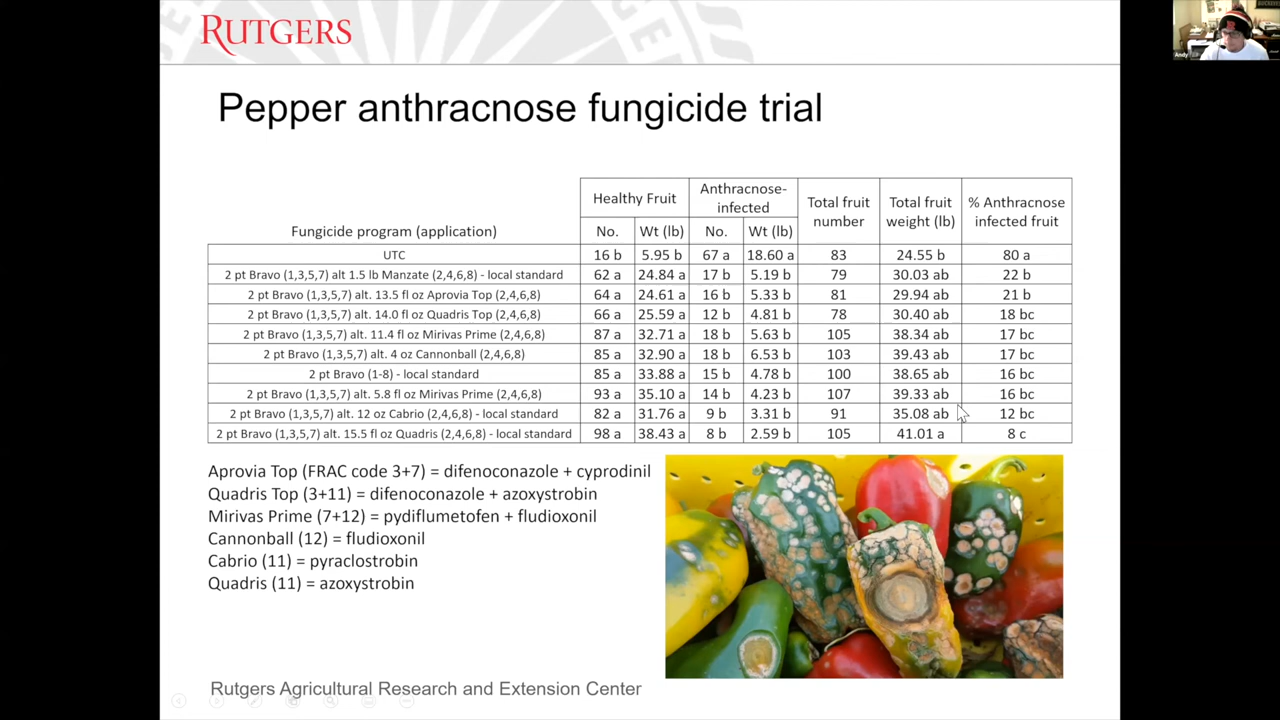 RUTGERS
Andy
Pepper anthracnose fungicide trial
Fungicide program (application) Healthy Fruit No. Wt (lb) Anthracnose-infected No. Wt (lb) Total fruit number Total fruit weight (lb) % Anthracnose infected fruit
UTC 16 b 5.95 b 67 a 18.60 a 83 24.55 b 80 a
2 pt Bravo (1,3,5,7) alt 1.5 lb Manzate (2,4,6,8) - local standard 62 a 24.84 a 17 b 5.19 b 79 30.03 ab 22 b
2 pt Bravo (1,3,5,7) alt. 13.5 fl oz Aprovia Top (2,4,6,8) 64 a 24.61 a 16 b 5.33 b 81 29.94 ab 21 b
2 pt Bravo (1,3,5,7) alt. 14.0 fl oz Quadris Top (2,4,6,8) 66 a 25.59 a 12 b 4.81 b 78 30.40 ab 18 bc
2 pt Bravo (1,3,5,7) alt. 11.4 fl oz Mirivas Prime (2,4,6,8) 87 a 32.71 a 18 b 5.63 b 105 38.34 ab 17 bc
2 pt Bravo (1,3,5,7) alt. 4 oz Cannonball (2,4,6,8) 85 a 32.90 a 18 b 6.53 b 103 39.43 ab 17 bc
2 pt Bravo (1-8) - local standard 85 a 33.88 a 15 b 4.78 b 100 38.65 ab 16 bc
2 pt Bravo (1,3,5,7) alt. 5.8 fl oz Mirivas Prime (2,4,6,8) 93 a 35.10 a 14 b 4.23 b 107 39.33 ab 16 bc
2 pt Bravo (1,3,5,7) alt. 12 oz Cabrio (2,4,6,8) - local standard 82 a 31.76 a 9 b 3.31 b 91 35.08 ab 12 bc
2 pt Bravo (1,3,5,7) alt. 15.5 fl oz Quadris (2,4,6,8) - local standard 98 a 38.43 a 8 b 2.59 b 105 41.01 a 8 c
Aprovia Top (FRAC code 3+7) = difenoconazole + cyprodinil
Quadris Top (3+11) = difenoconazole + azoxystrobin
Mirivas Prime (7+12) = pydiflumetofen + fludioxonil
Cannonball (12) = fludioxonil
Cabrio (11) = pyraclostrobin
Quadris (11) = azoxystrobin
Rutgers Agricultural Research and Extension Center